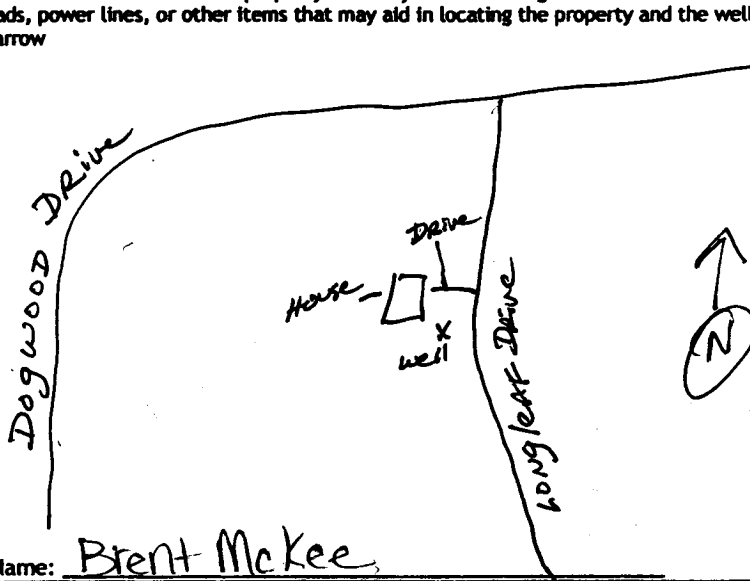 ads, power lines, or other items that may aid in locating the property and the well
arrow
Dogwood Drive
Drive
House
well
x
Longleaf Drive
N
Name: Brent McKee